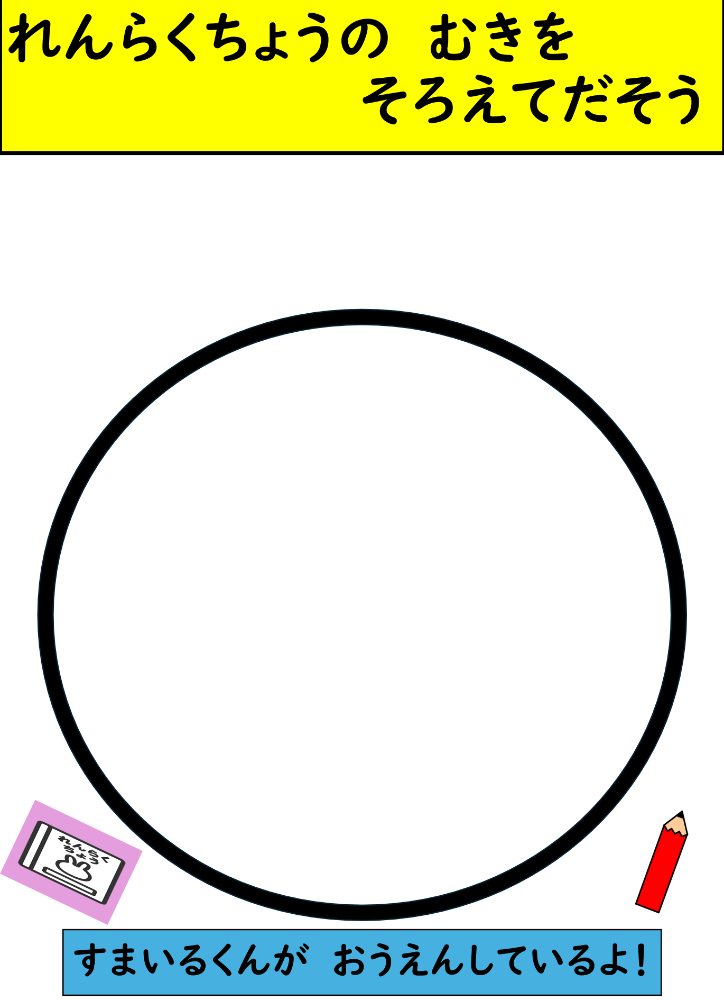 れんらくちょうの　むきを
そろえてだそう
れんらく
ちょう
すまいるくんが　おうえんしているよ！